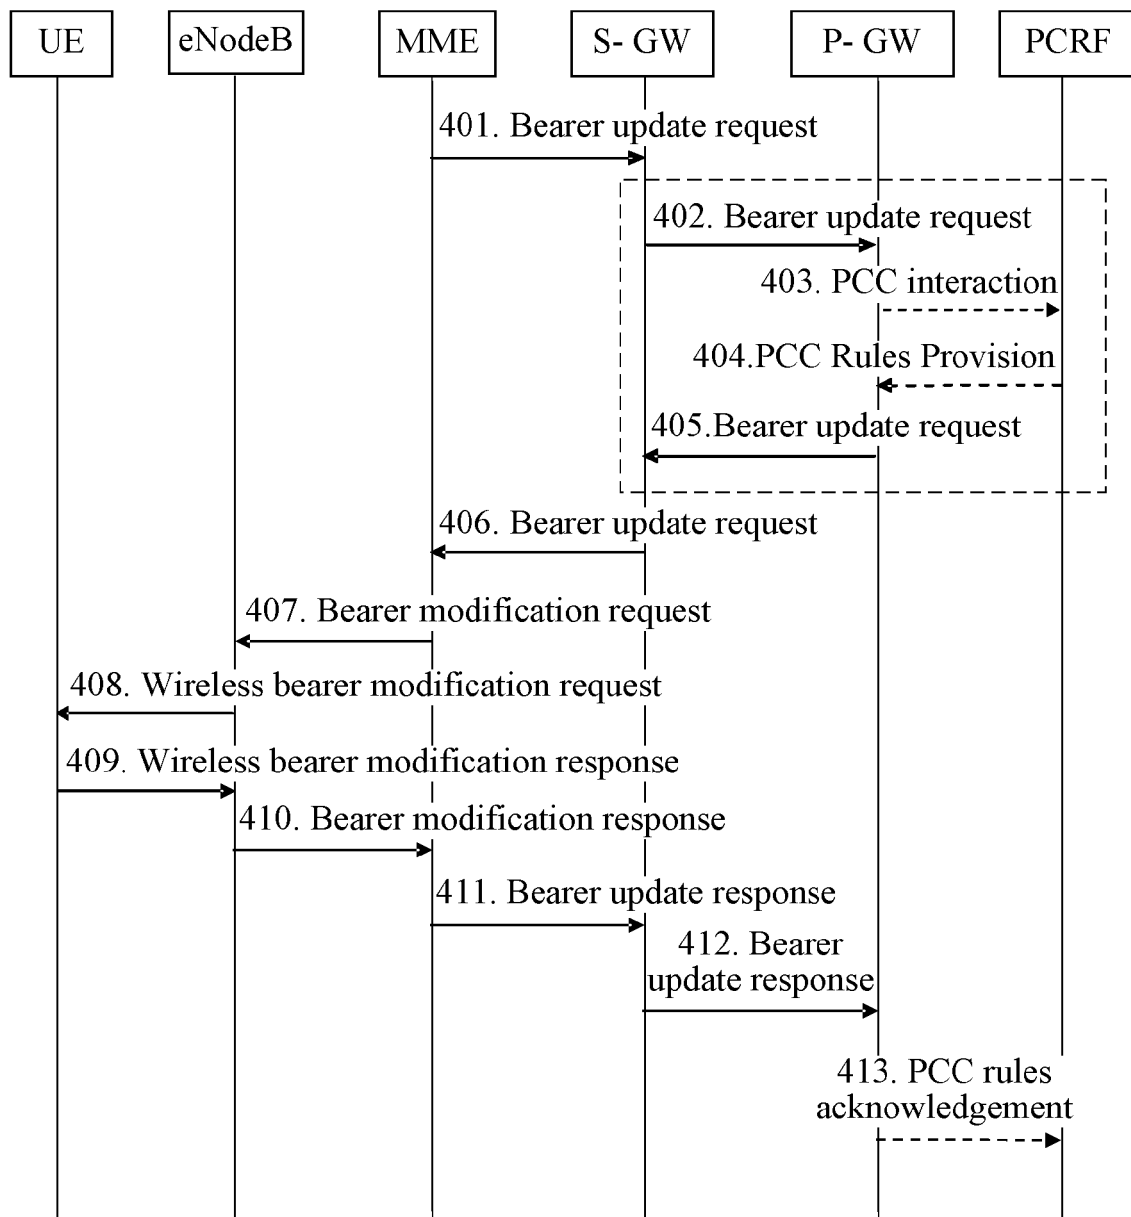 UE
eNodeB
MME
S- GW
P- GW
PCRF
401. Bearer update request
402. Bearer update request
403. PCC interaction
404.PCC Rules Provision
405.Bearer update request
406. Bearer update request
407. Bearer modification request
408. Wireless bearer modification request
409. Wireless bearer modification response
410. Bearer modification response
411. Bearer update response
412. Bearer
update response
413. PCC rules
acknowledgement